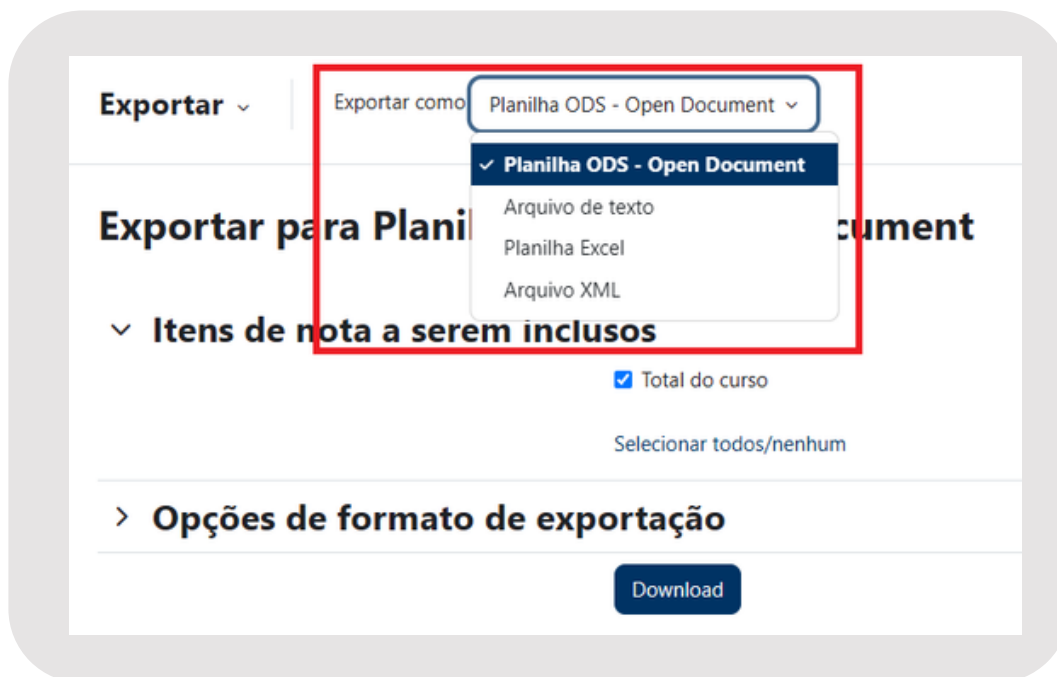 Exportar
Exportar como
Planilha ODS - Open Document
Planilha ODS - Open Document
Arquivo de texto
Planilha Excel
Arquivo XML
Exportar para Plani cument
Itens de nota a serem inclusos
Total do curso
Selecionar todos/nenhum
Opções de formato de exportação
Download